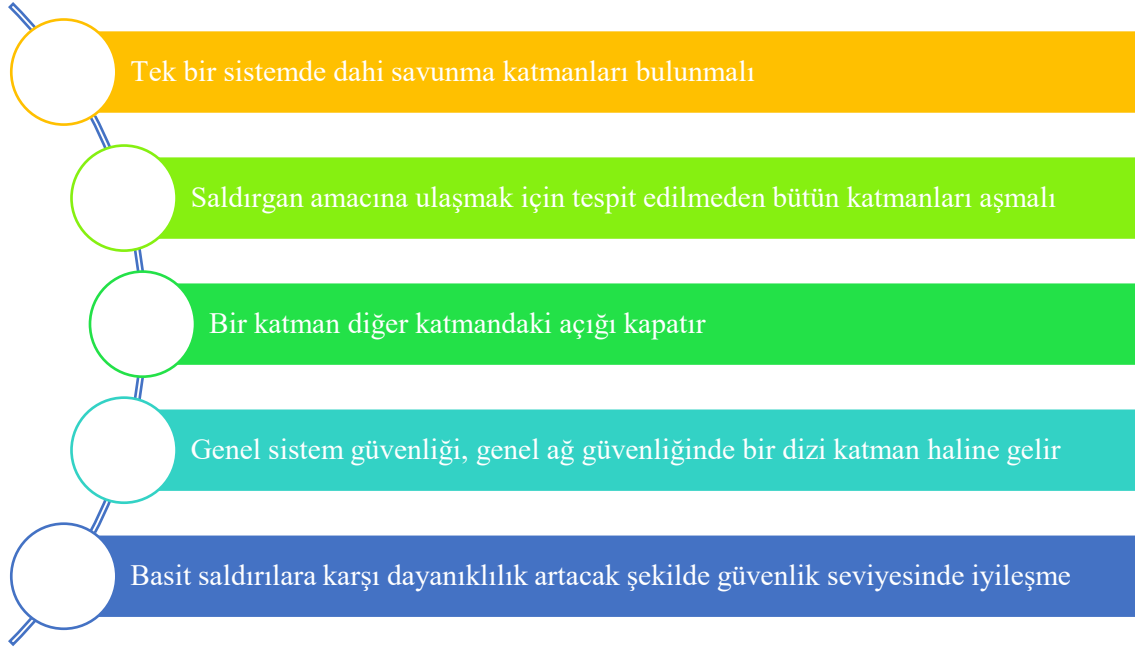 Tek bir sistemde dahi savunma katmanları bulunmalı
Saldırgan amacına ulaşmak için tespit edilmeden bütün katmanları aşmalı
Bir katman diğer katmandaki açığı kapatır
Genel sistem güvenliği, genel ağ güvenliğinde bir dizi katman haline gelir
Basit saldırılara karşı dayanıklılık artacak şekilde güvenlik seviyesinde iyileşme